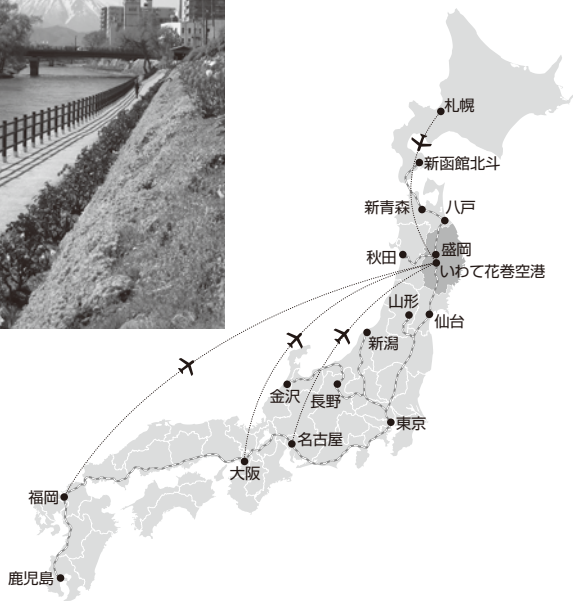 札幌
新函館北斗
新青森
八戸
秋田
盛岡
いわて花巻空港
山形
仙台
新潟
金沢
長野
東京
名古屋
大阪
福岡
鹿児島